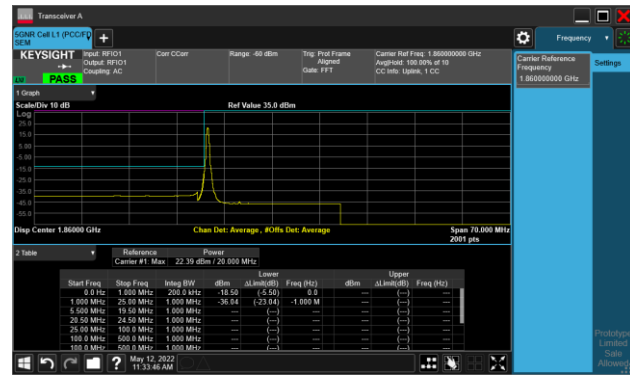 Transceiver A
5GNR Cell L1 (PCC/FD
SEM
Frequency
KEYSIGHT
LXI
PASS
Input: RFIO1
Output: RFIO1
Coupling: AC
Corr CCorr
Range: -60 dBm
Trig: Prot Frame
Aligned
Gate: FFT
Carrier Ref Freq: 1.860000000 GHz
Avg|Hold: 100.00% of 10
CC Info: Uplink, 1 CC
Carrier Reference
Frequency
1.860000000 GHz
Settings
1 Graph
Scale/Div 10 dB
Ref Value 35.0 dBm
Log
25.0
15.0
5.00
-5.00
-15.0
-25.0
-35.0
-45.0
-55.0
Disp Center 1.86000 GHz
Chan Det: Average , #Offs Det: Average
Span 70.000 MHz
2001 pts
2 Table
Reference Power
Carrier #1: Max 22.39 dBm / 20.000 MHz
Lower Upper
Start Freq Stop Freq Integ BW dBm ΔLimit(dB) Freq (Hz) dBm ΔLimit(dB) Freq (Hz)
0.0 Hz 1.000 MHz 200.0 kHz -18.50 (-5.50) 0.0 --- (---) ---
1.000 MHz 25.00 MHz 1.000 MHz -36.04 (-23.04) -1.000 M --- (---) ---
5.500 MHz 19.50 MHz 1.000 MHz --- (---) --- --- (---) ---
20.50 MHz 24.50 MHz 1.000 MHz --- (---) --- --- (---) ---
25.00 MHz 100.0 MHz 1.000 MHz --- (---) --- --- (---) ---
100.0 MHz 500.0 MHz 1.000 MHz --- (---) --- --- (---) ---
100.0 MHz 500.0 MHz 1.000 MHz --- (---) --- --- (---) ---
Prototype
Limited
Sale
Allowed
May 12, 2022
11:33:46 AM